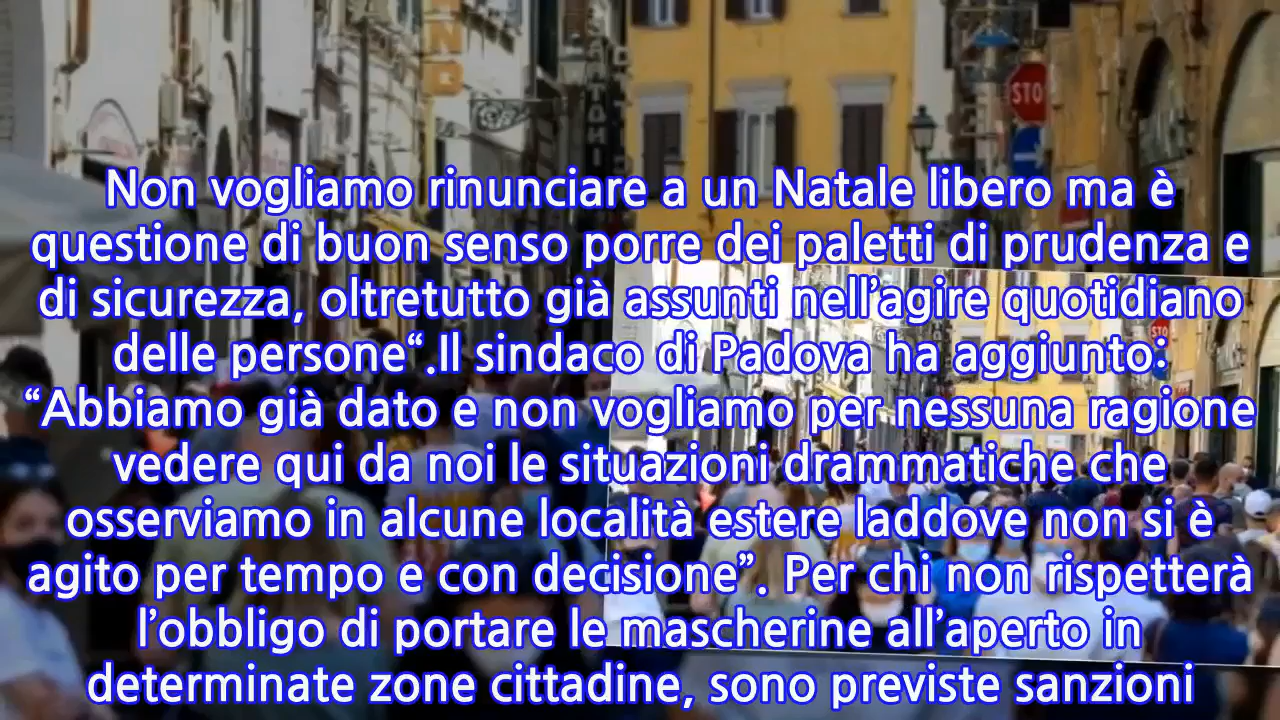 STO
Non vogliamo rinunciare a un Natale libero ma è
questione di buon senso porre dei paletti di prudenza e
di sicurezza, oltretutto già assunti nell’agire quotidiano
delle persone“.Il sindaco di Padova ha aggiunto:
“Abbiamo già dato e non vogliamo per nessuna ragione
vedere qui da noi le situazioni drammatiche che
osserviamo in alcune località estere laddove non si è
agito per tempo e con decisione”. Per chi non rispetterà
l’obbligo di portare le mascherine all’aperto in
determinate zone cittadine, sono previste sanzioni